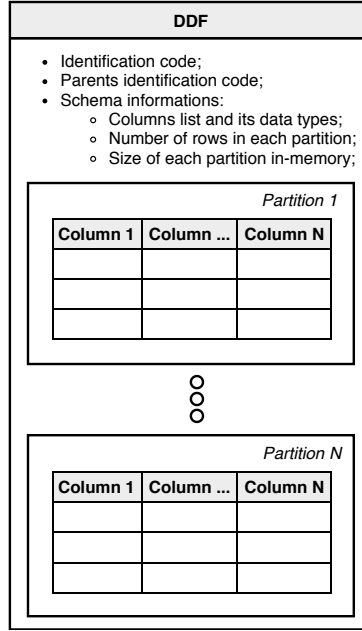 DDF
• Identification code;
• Parents identification code;
• Schema informations:
◦ Columns list and its data types;
◦ Number of rows in each partition;
◦ Size of each partition in-memory;
Partition 1
Column 1 Column ... Column N
Partition N
Column 1 Column ... Column N